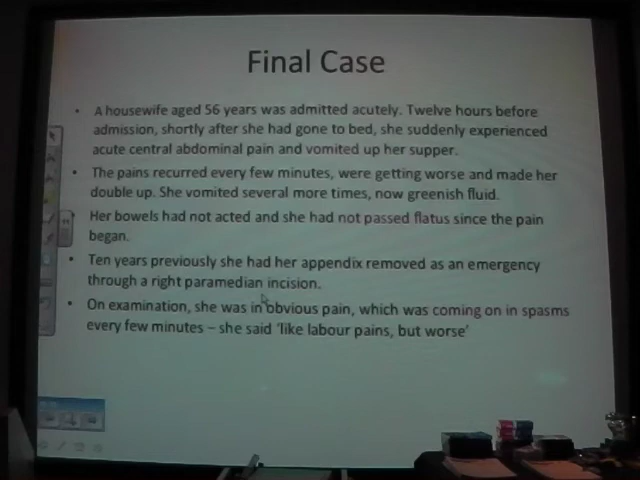 Final Case
• A housewife aged 56 years was admitted acutely. Twelve hours before
admission, shortly after she had gone to bed, she suddenly experienced
acute central abdominal pain and vomited up her supper.
• The pains recurred every few minutes, were getting worse and made her
double up. She vomited several more times, now greenish fluid.
Her bowels had not acted and she had not passed flatus since the pain
began.
• Ten years previously she had her appendix removed as an emergency
through a right paramedian incision.
• On examination, she was in obvious pain, which was coming on in spasms
every few minutes – she said 'like labour pains, but worse'